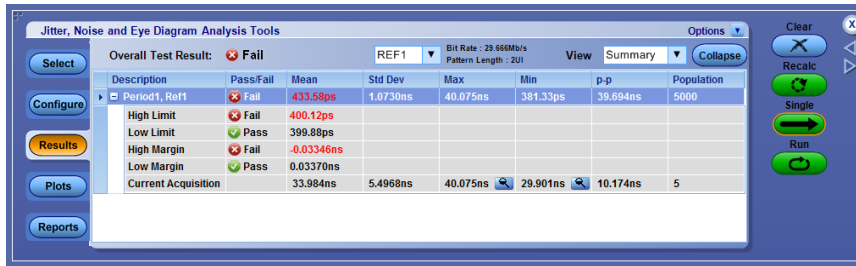 Jitter, Noise and Eye Diagram Analysis Tools Options Clear X
Overall Test Result: Fail REF1 Bit Rate : 29.666Mb/s Pattern Length : 2UI View Summary Collapse
Select Recalc
Description Pass/Fail Mean Std Dev Max Min p-p Population
Period1, Ref1 Fail 433.58ps 1.0730ns 40.075ns 381.33ps 39.694ns 5000
Configure Single
High Limit Fail 400.12ps
Low Limit Pass 399.88ps
Results Run
High Margin Fail -0.03346ns
Low Margin Pass 0.03370ns
Plots
Current Acquisition 33.984ns 5.4968ns 40.075ns 29.901ns 10.174ns 5
Reports